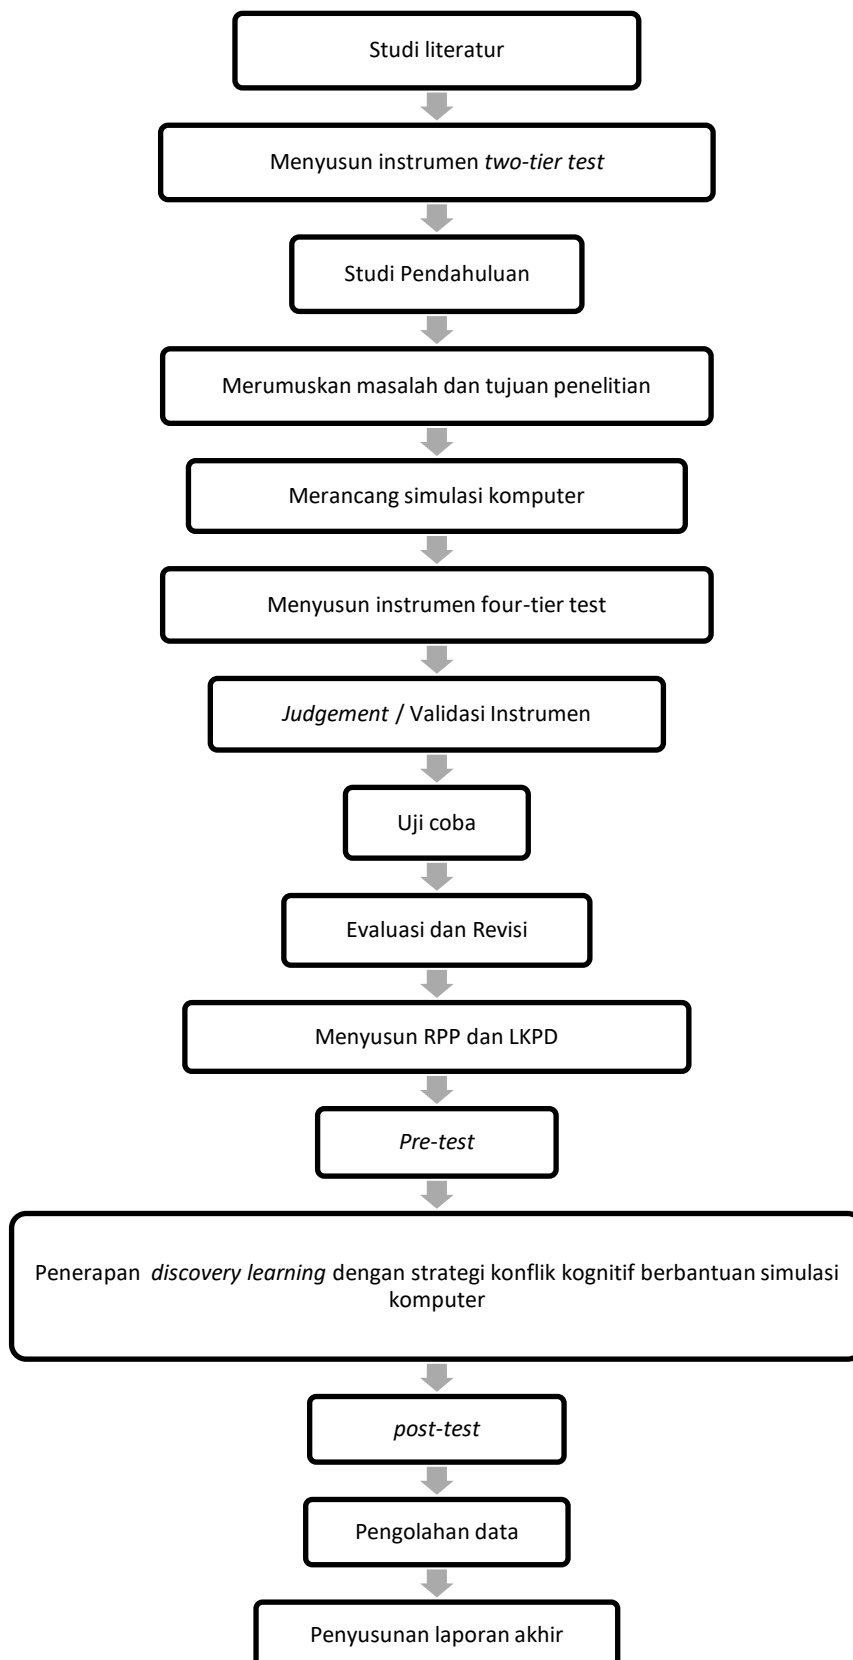 Studi literatur
Menyusun instrumen two-tier test
Studi Pendahuluan
Merumuskan masalah dan tujuan penelitian
Merancang simulasi komputer
Menyusun instrumen four-tier test
Judgement / Validasi Instrumen
Uji coba
Evaluasi dan Revisi
Menyusun RPP dan LKPD
Pre-test
Penerapan discovery learning dengan strategi konflik kognitif berbantuan simulasi
komputer
post-test
Pengolahan data
Penyusunan laporan akhir